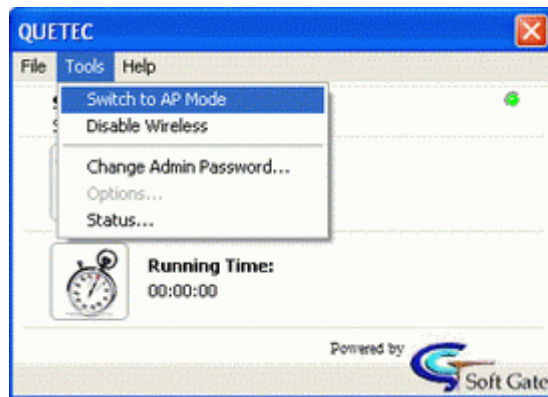 QUETEC
File Tools Help
Switch to AP Mode
Disable Wireless
Change Admin Password...
Options...
Status...
Running Time:
00:00:00
Powered by
Soft Gate